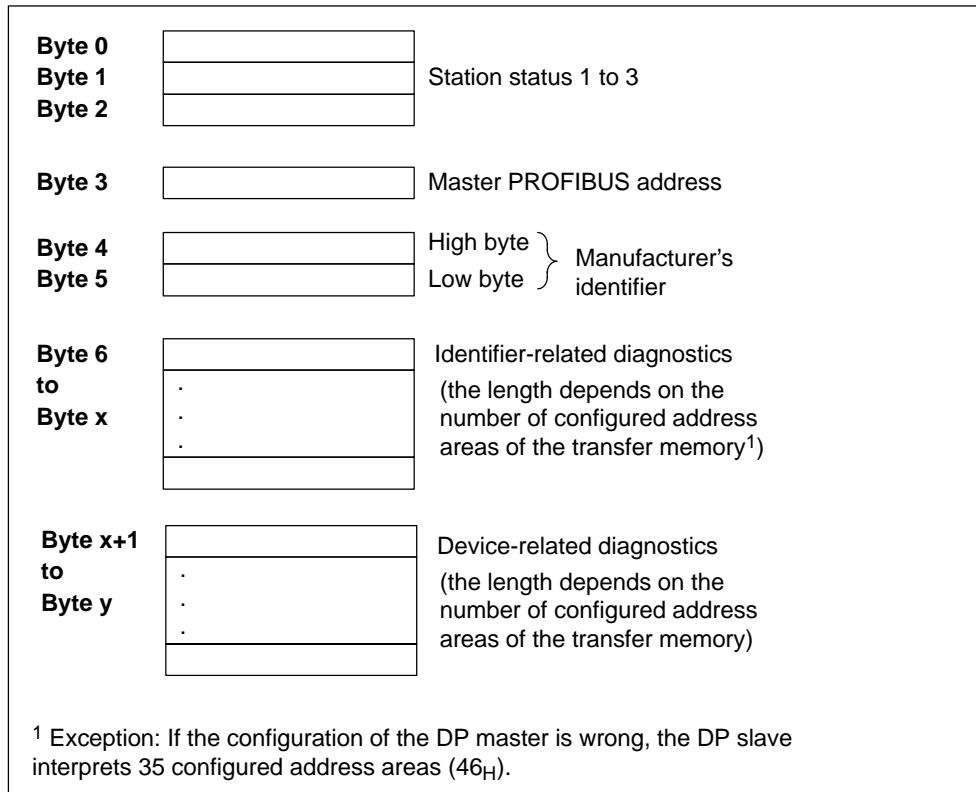 Byte 0
Byte 1 Station status 1 to 3
Byte 2
Byte 3 Master PROFIBUS address
Byte 4 High byte
Byte 5 Low byte
Manufacturer's
identifier
Byte 6
to
Byte x
Identifier-related diagnostics
(the length depends on the
number of configured address
areas of the transfer memory1)
Byte x+1
to
Byte y
Device-related diagnostics
(the length depends on the
number of configured address
areas of the transfer memory)
1 Exception: If the configuration of the DP master is wrong, the DP slave
interprets 35 configured address areas (46H).